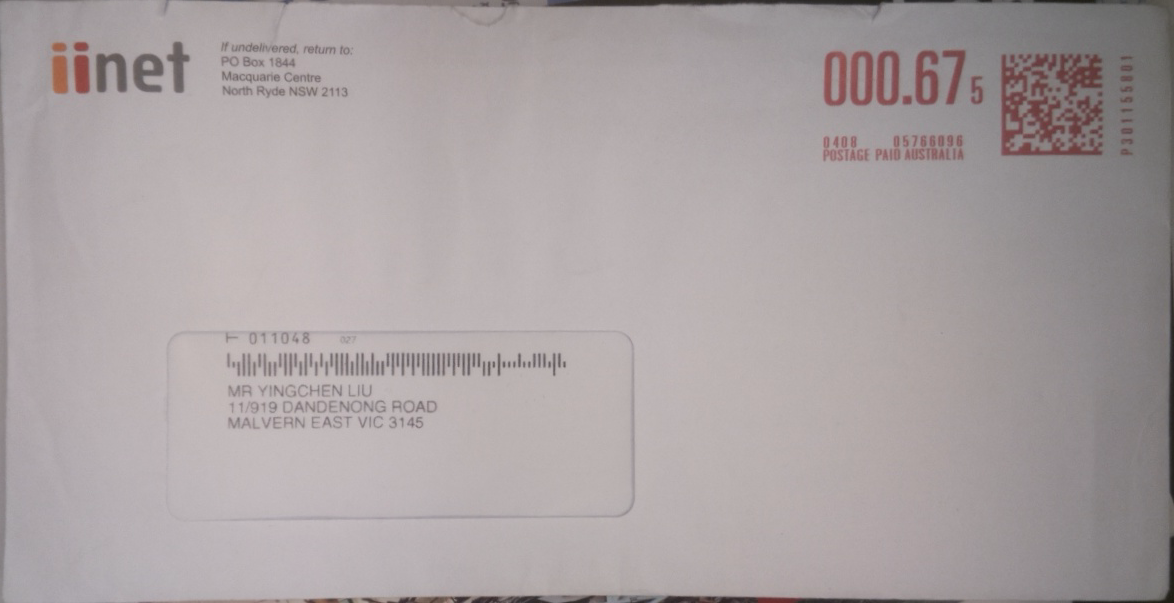 iinet
If undelivered, return to:
PO Box 1844
Macquarie Centre
North Ryde NSW 2113
000.67 5
0408 05766096
POSTAGE PAID AUSTRALIA
P301155801
011048 027
MR YINGCHEN LIU
11/919 DANDENONG ROAD
MALVERN EAST VIC 3145